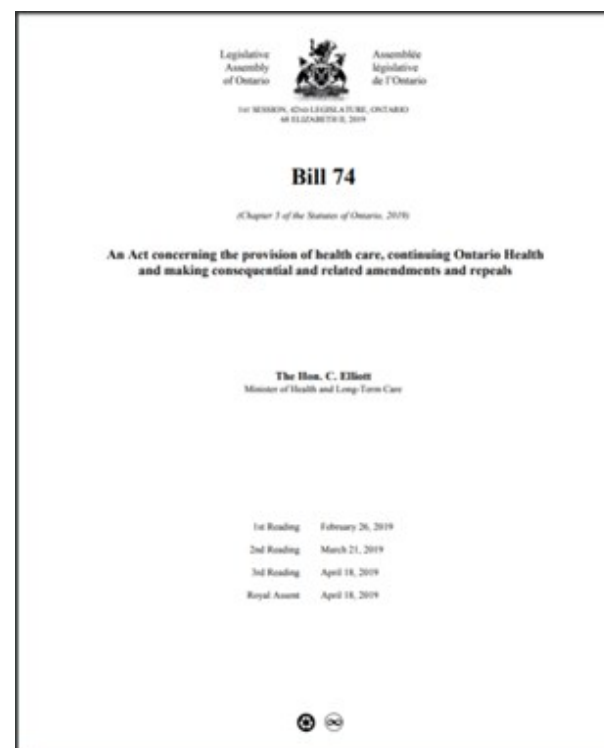 Legislative
Assembly
of Ontario
Assemblée
législative
de l'Ontario
1ST SESSION, 42ND LEGISLATURE, ONTARIO
68 ELIZABETH II, 2019
Bill 74
(Chapter 5 of the Statutes of Ontario, 2019)
An Act concerning the provision of health care, continuing Ontario Health
and making consequential and related amendments and repeals
The Hon. C. Elliott
Minister of Health and Long-Term Care
1st Reading February 26, 2019
2nd Reading March 21, 2019
3rd Reading April 18, 2019
Royal Assent April 18, 2019